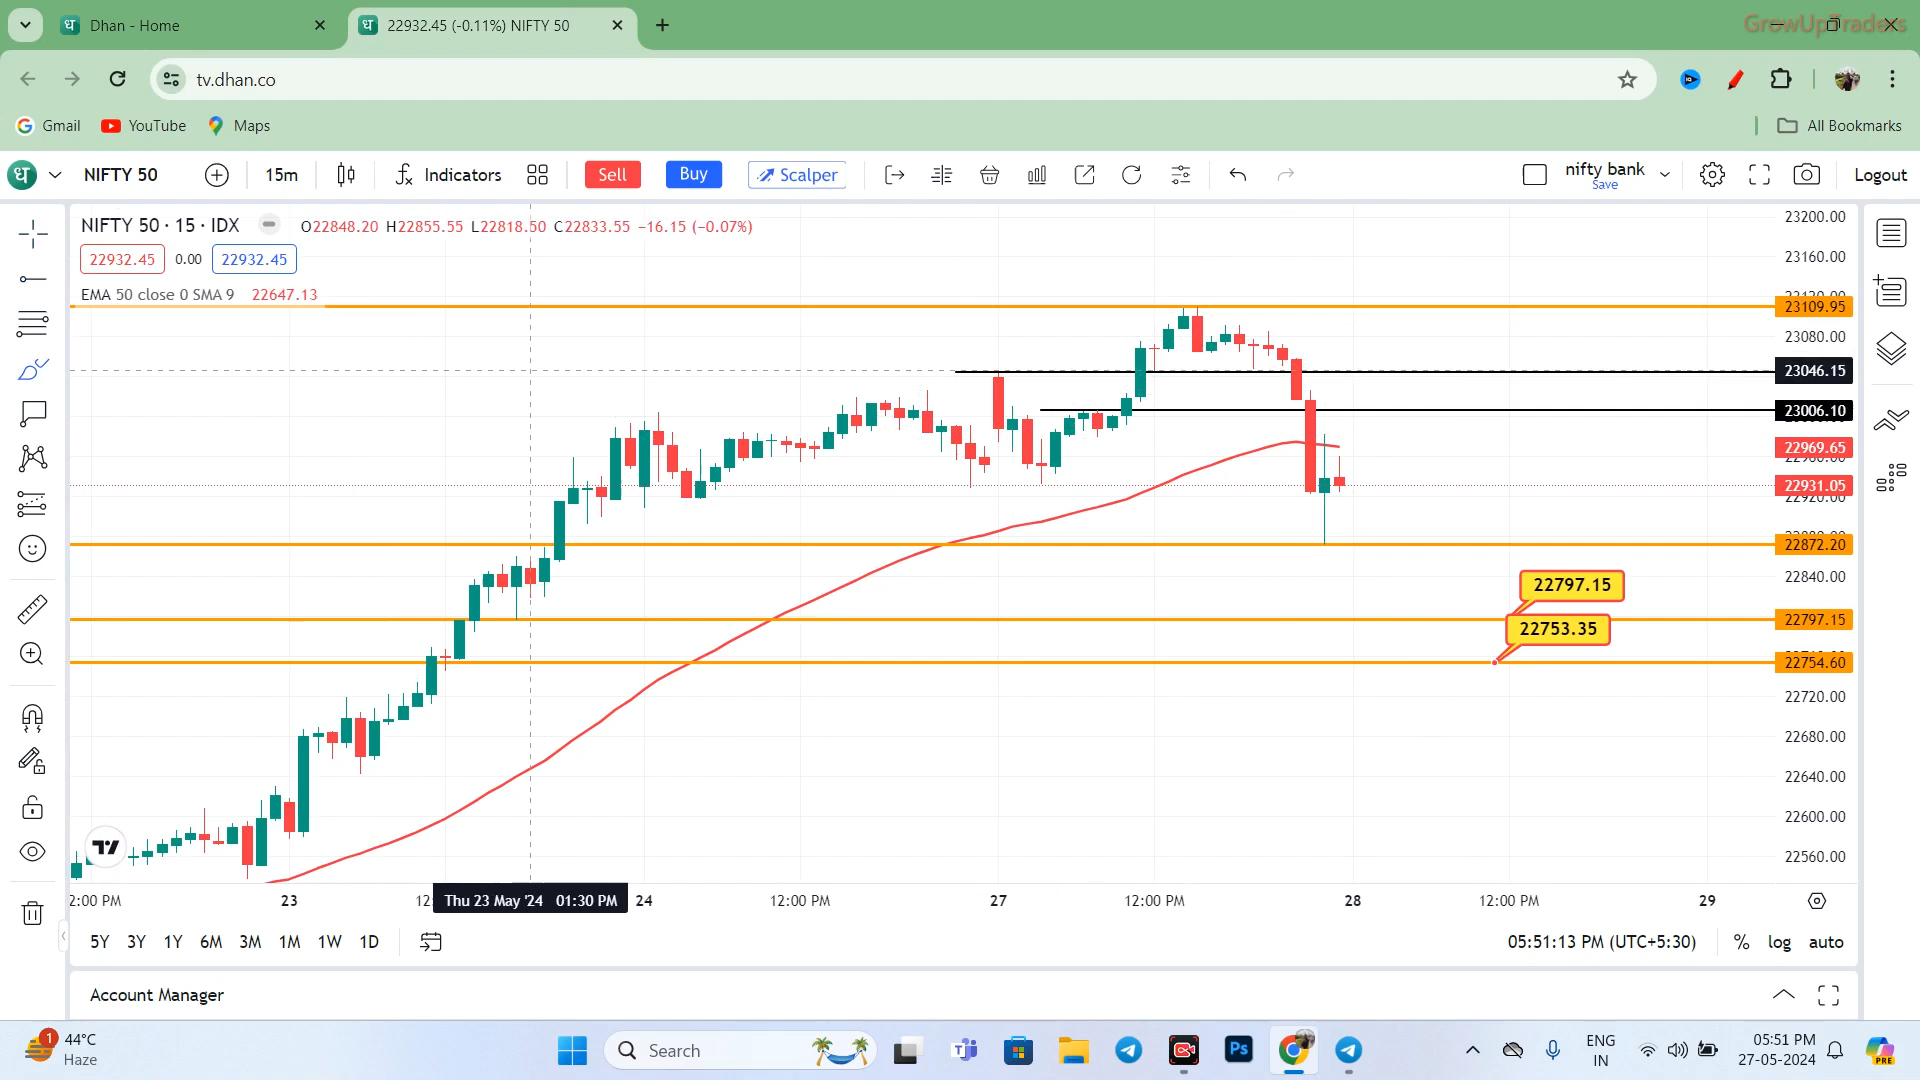 Dhan - Home
22932.45 (-0.11%) NIFTY 50
GrowUpTraders
tv.dhan.co
Gmail YouTube Maps All Bookmarks
NIFTY 50 15m Indicators Sell Buy Scalper nifty bank Save Logout
NIFTY 50 · 15 · IDX O22848.20 H22855.55 L22818.50 C22833.55 −16.15 (−0.07%)
22932.45 0.00 22932.45
EMA 50 close 0 SMA 9 22647.13
23200.00
23160.00
23109.95
23080.00
23046.15
23006.10
22969.65
22931.05
22920.00
22872.20
22840.00
22797.15
22797.15
22753.35
22754.60
22720.00
22680.00
22640.00
22600.00
22560.00
2:00 PM 23 Thu 23 May '24 01:30 PM 24 12:00 PM 27 12:00 PM 28 12:00 PM 29
5Y 3Y 1Y 6M 3M 1M 1W 1D 05:51:13 PM (UTC+5:30) % log auto
Account Manager
1 44°C
Haze
Search
Ps
PRE
ENG
IN
05:51 PM
27-05-2024